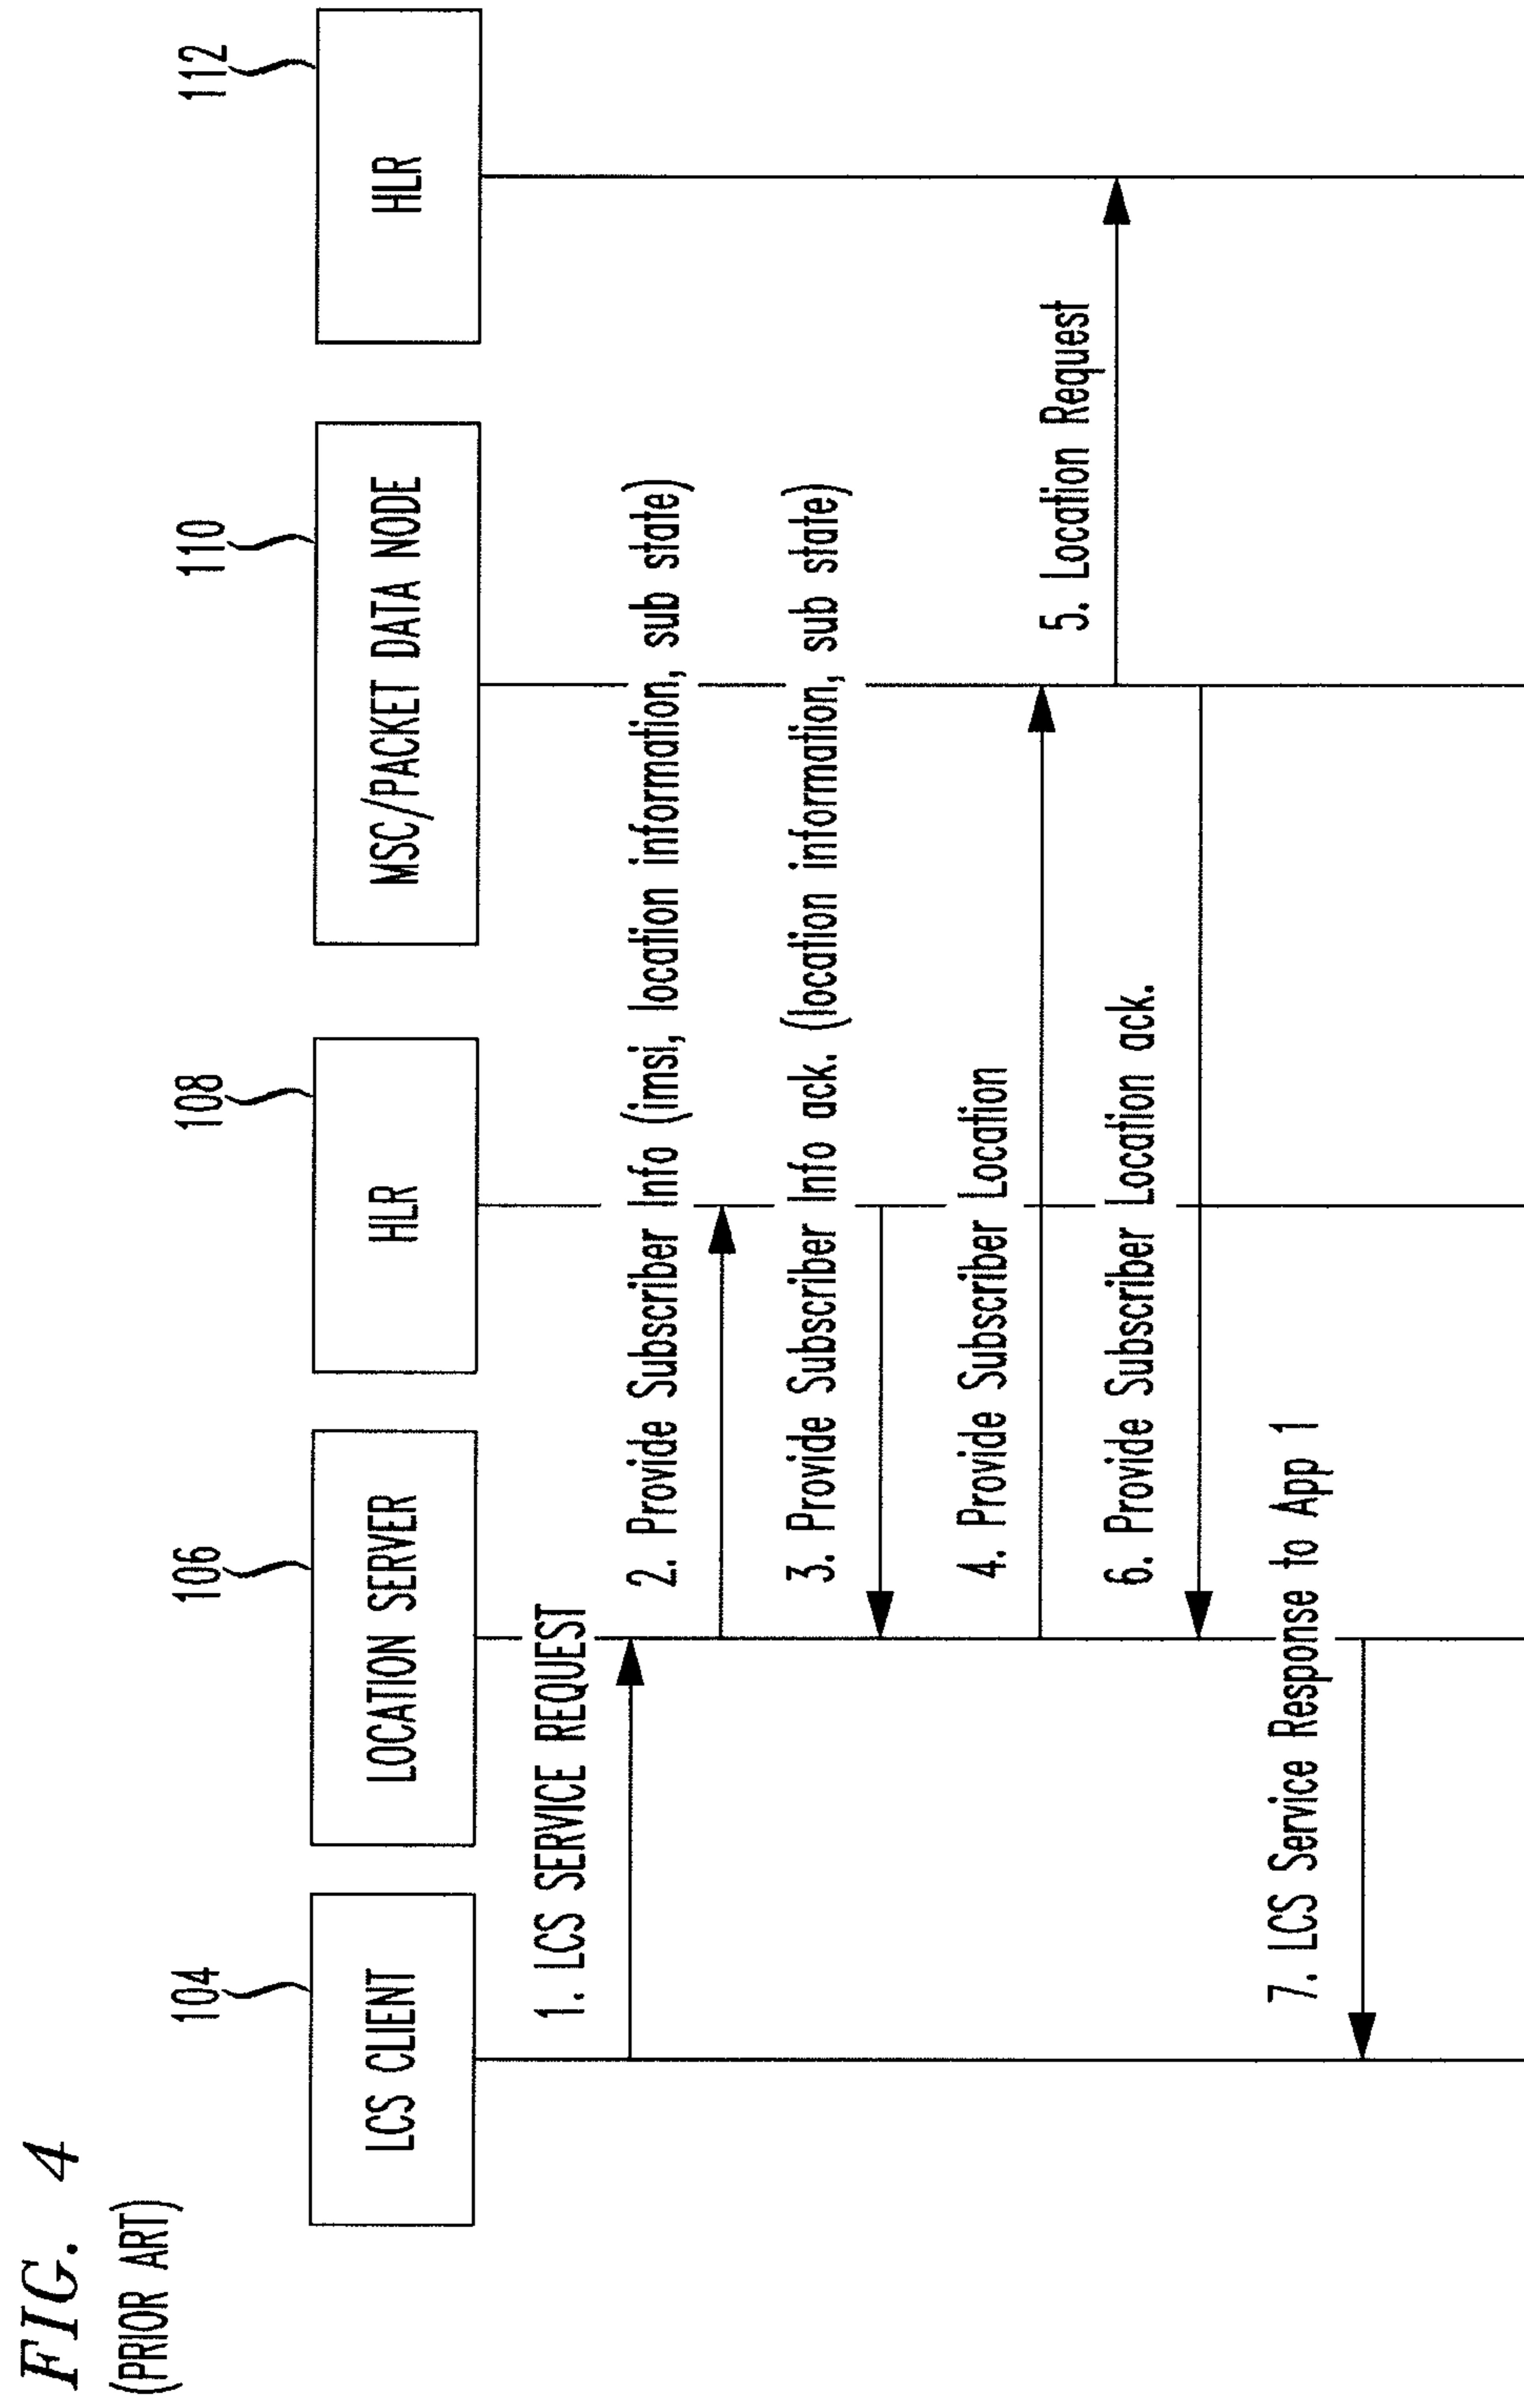 FIG. 4
(PRIOR ART)
104
106
108
110
112
LCS CLIENT
LOCATION SERVER
HLR
MSC/PACKET DATA NODE
HLR
1. LCS SERVICE REQUEST
2. Provide Subscriber Info (imsi, location information, sub state)
3. Provide Subscriber Info ack. (location information, sub state)
4. Provide Subscriber Location
5. Location Request
6. Provide Subscriber Location ack.
7. LCS Service Response to App 1